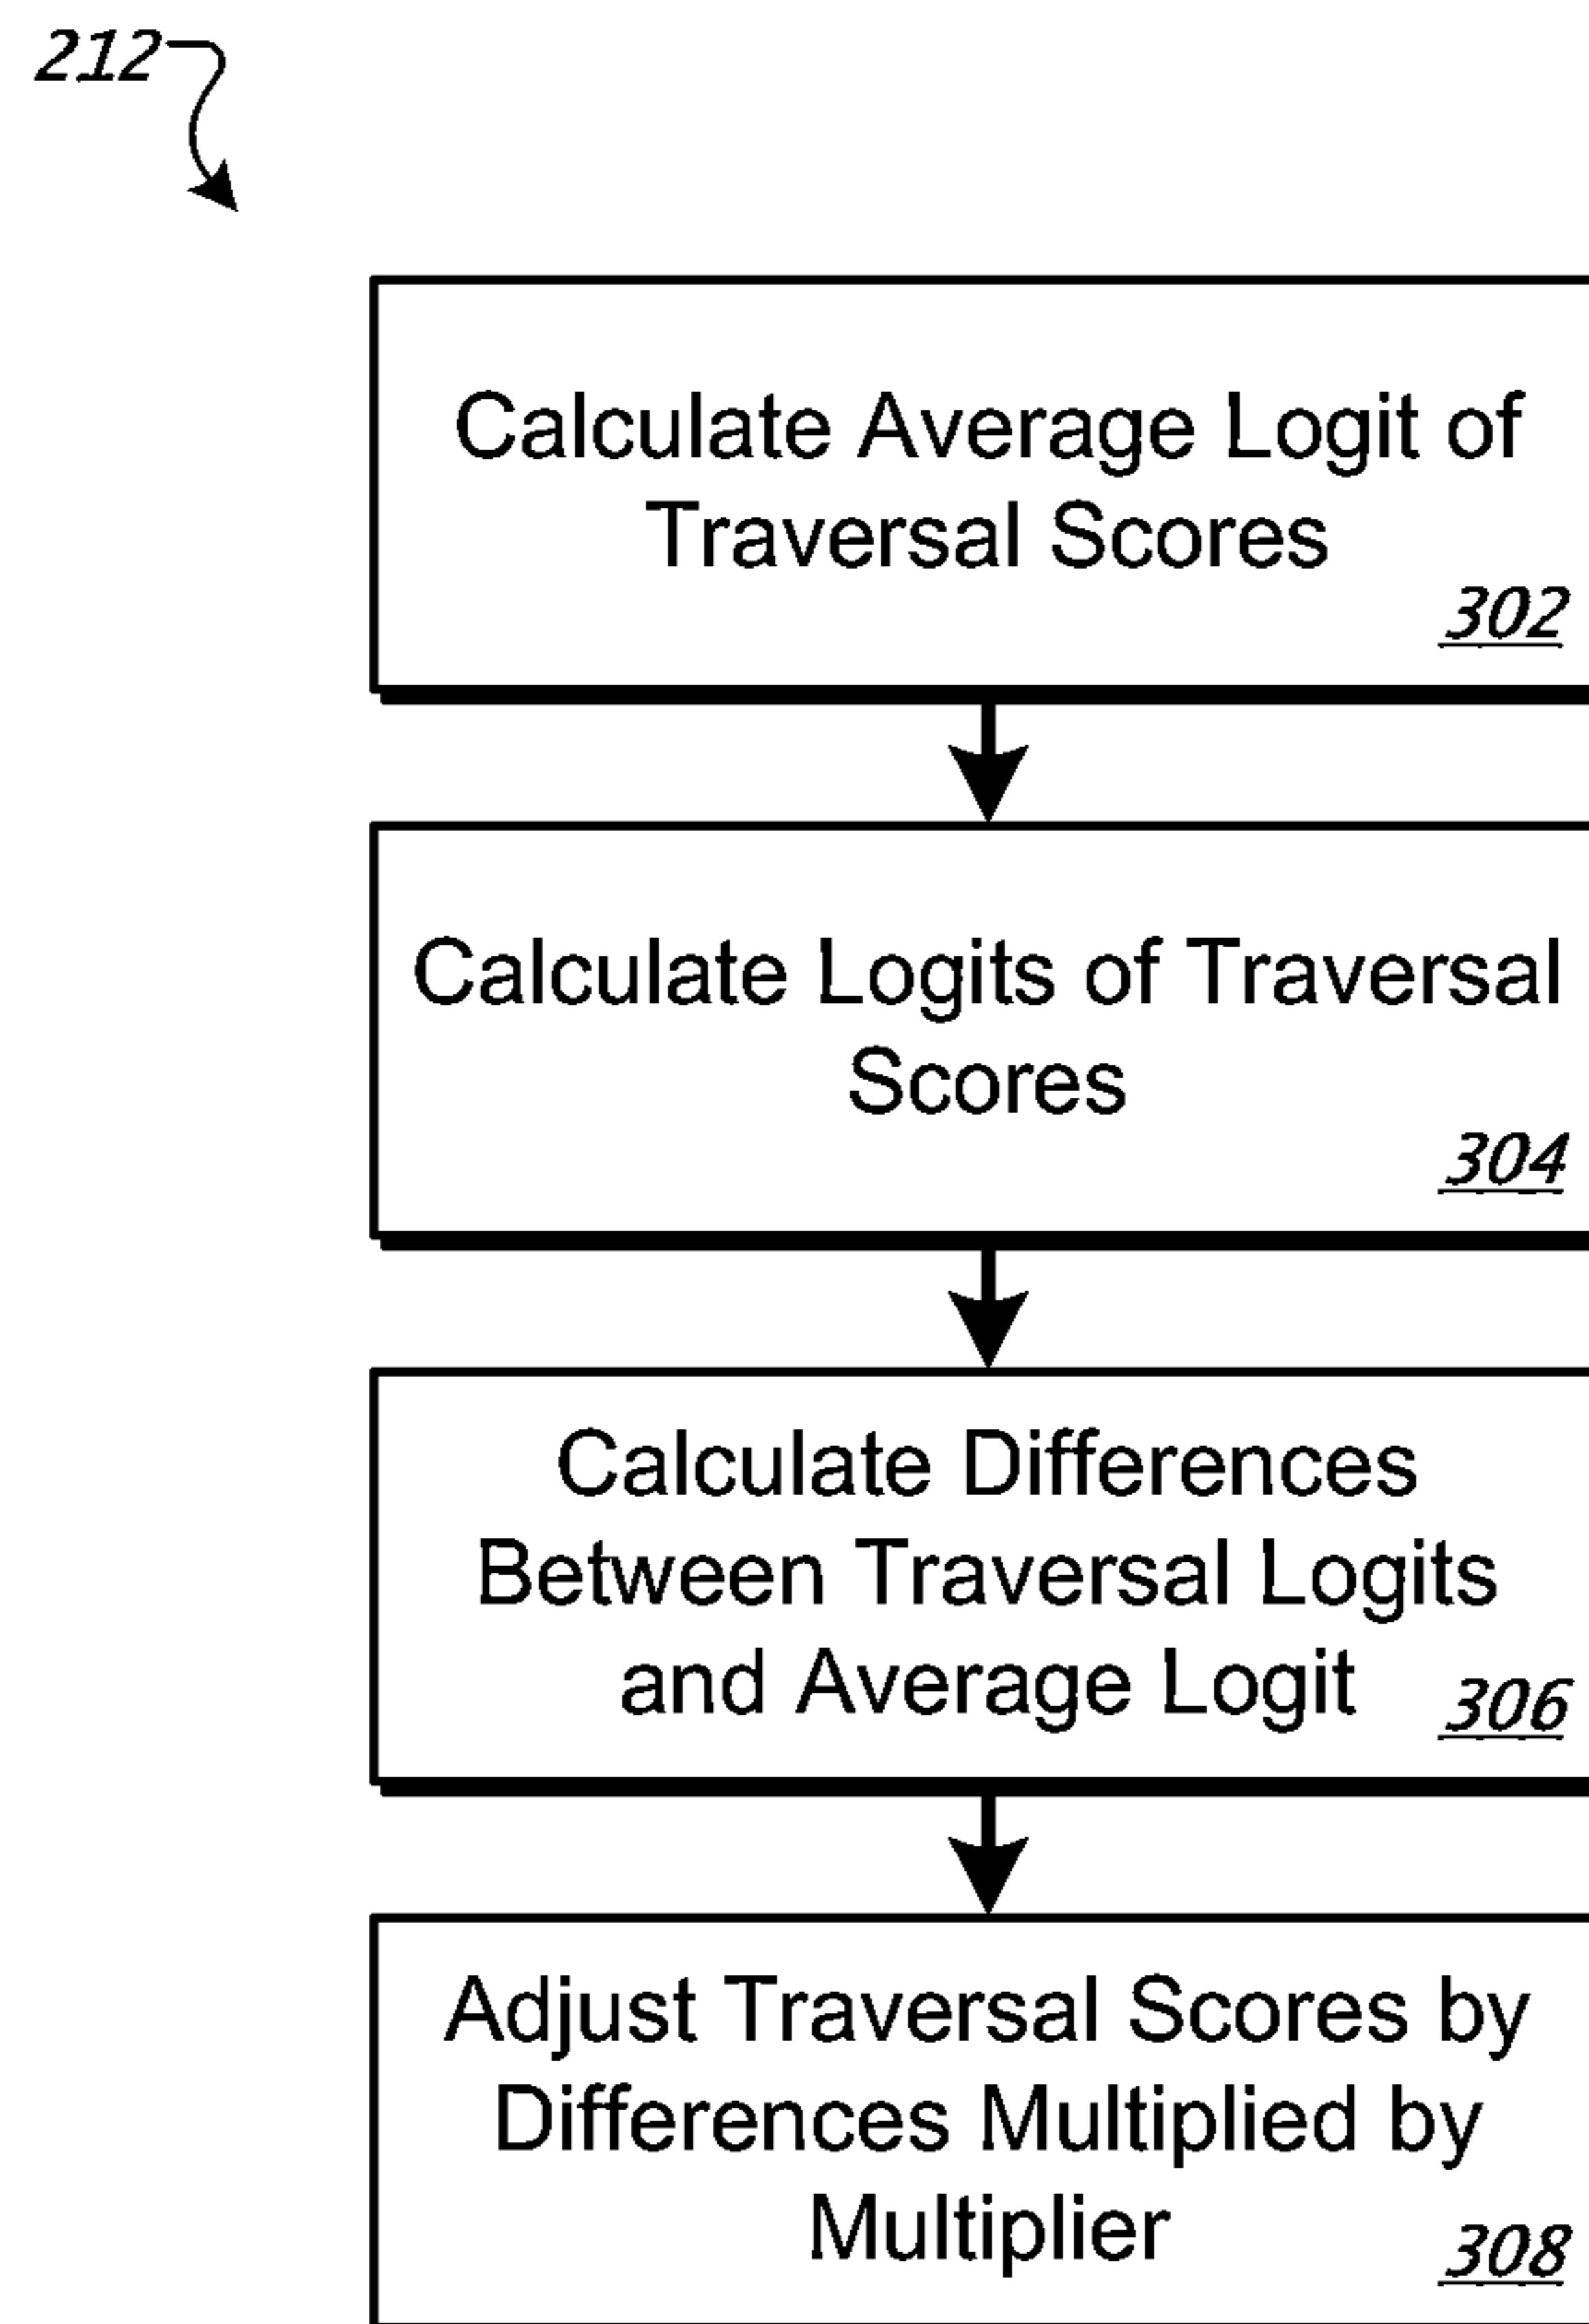 212
Calculate Average Logit of
Traversal Scores
302
Calculate Logits of Traversal
Scores
304
Calculate Differences
Between Traversal Logits
and Average Logit
306
Adjust Traversal Scores by
Differences Multiplied by
Multiplier
308